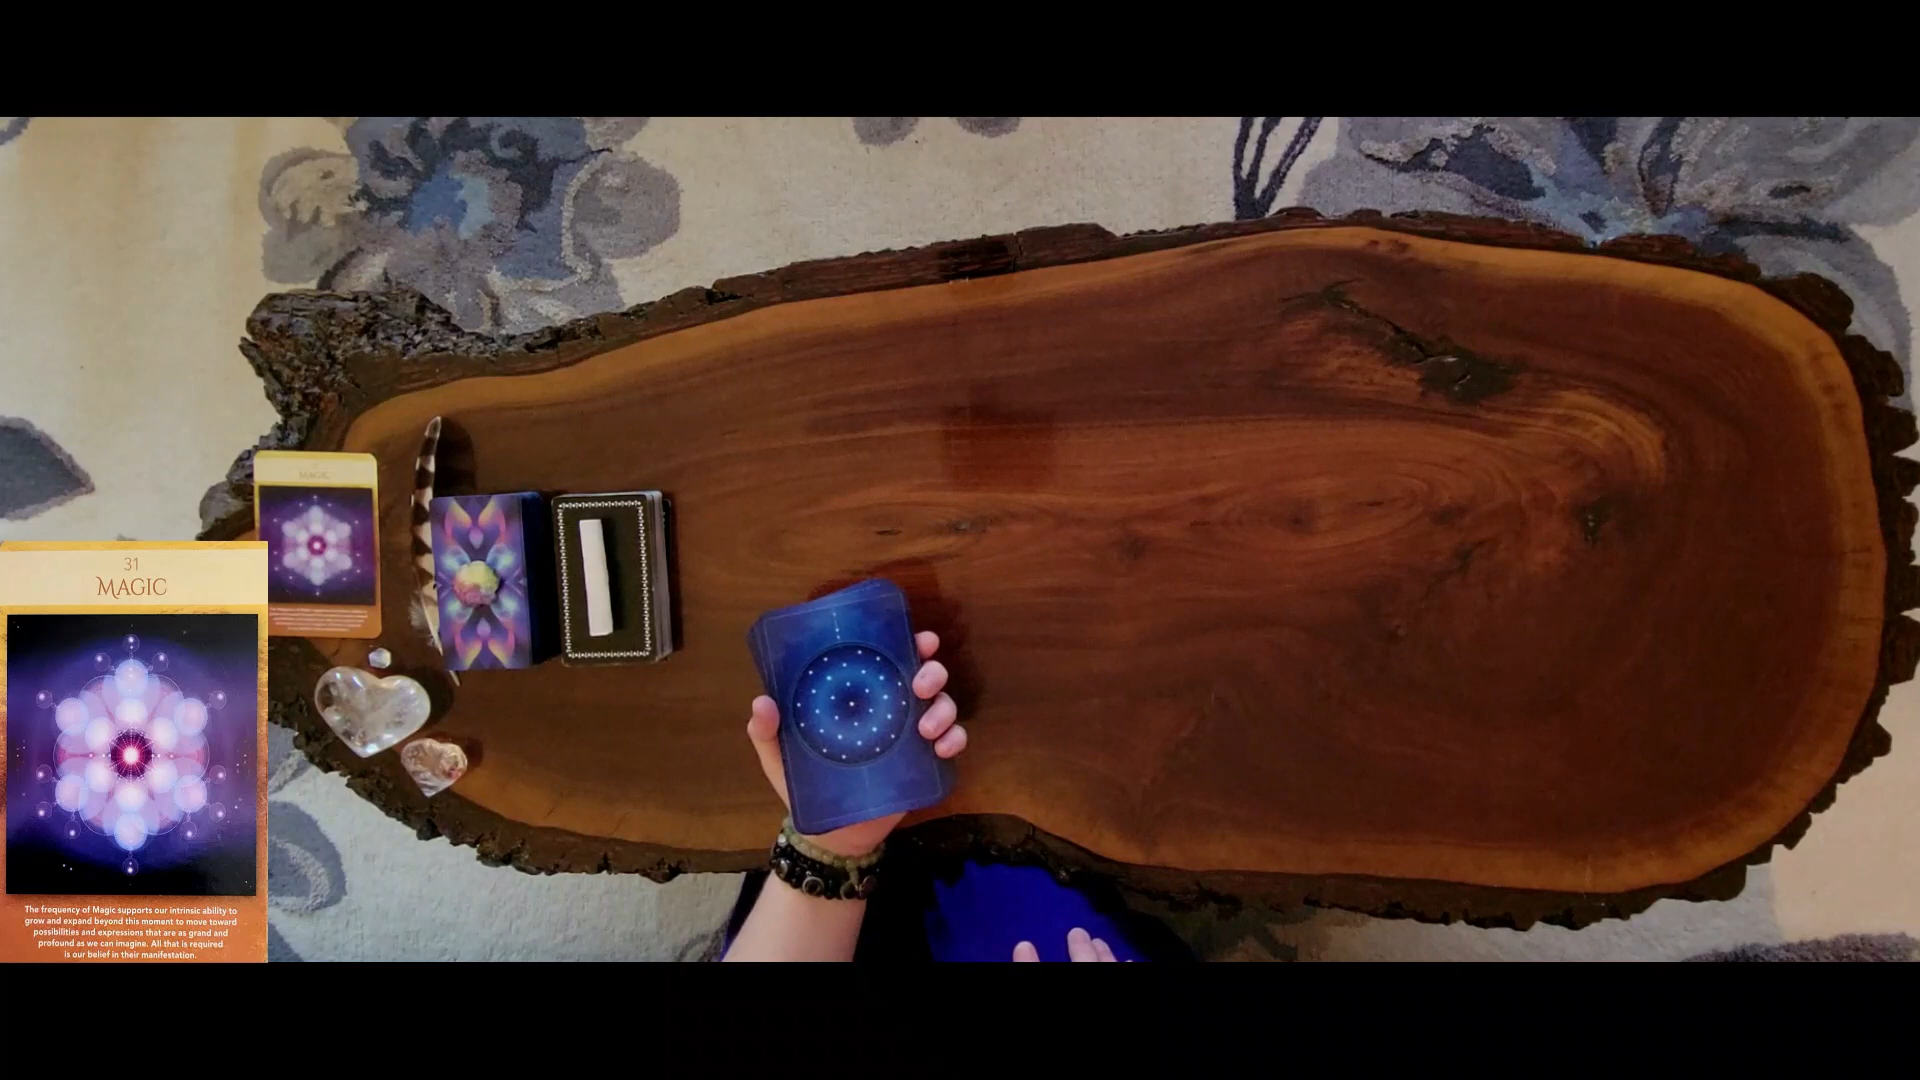 31
MAGIC
The frequency of Magic supports our intrinsic ability to
grow and expand beyond this moment to move toward
possibilities and expressions that are as grand and
profound as we can imagine. All that is required
is our belief in their manifestation.
MAGIC